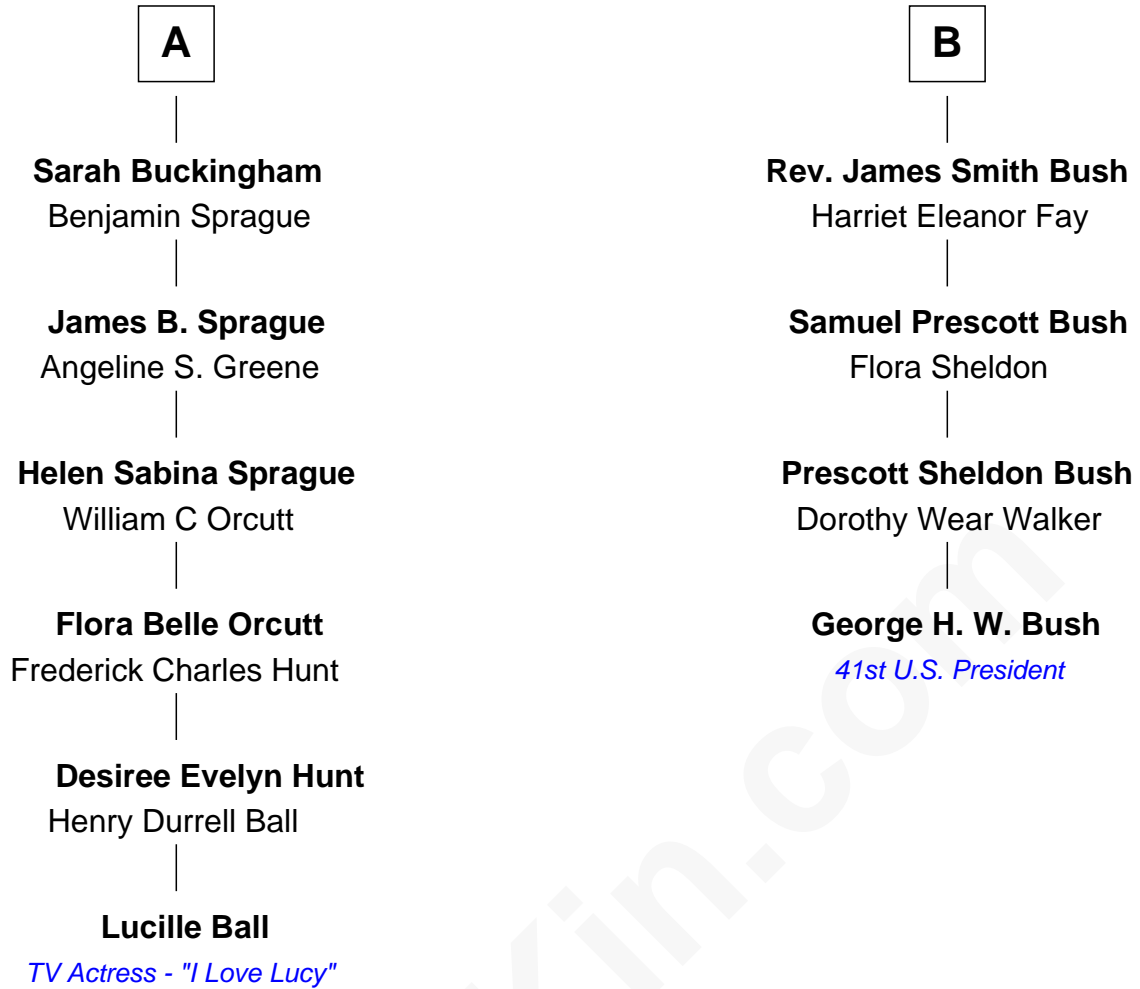 A
Sarah Buckingham
Benjamin Sprague
James B. Sprague
Angeline S. Greene
Helen Sabina Sprague
William C Orcutt
Flora Belle Orcutt
Frederick Charles Hunt
Desiree Evelyn Hunt
Henry Durrell Ball
Lucille Ball
TV Actress - "I Love Lucy"
B
Rev. James Smith Bush
Harriet Eleanor Fay
Samuel Prescott Bush
Flora Sheldon
Prescott Sheldon Bush
Dorothy Wear Walker
George H. W. Bush
41st U.S. President